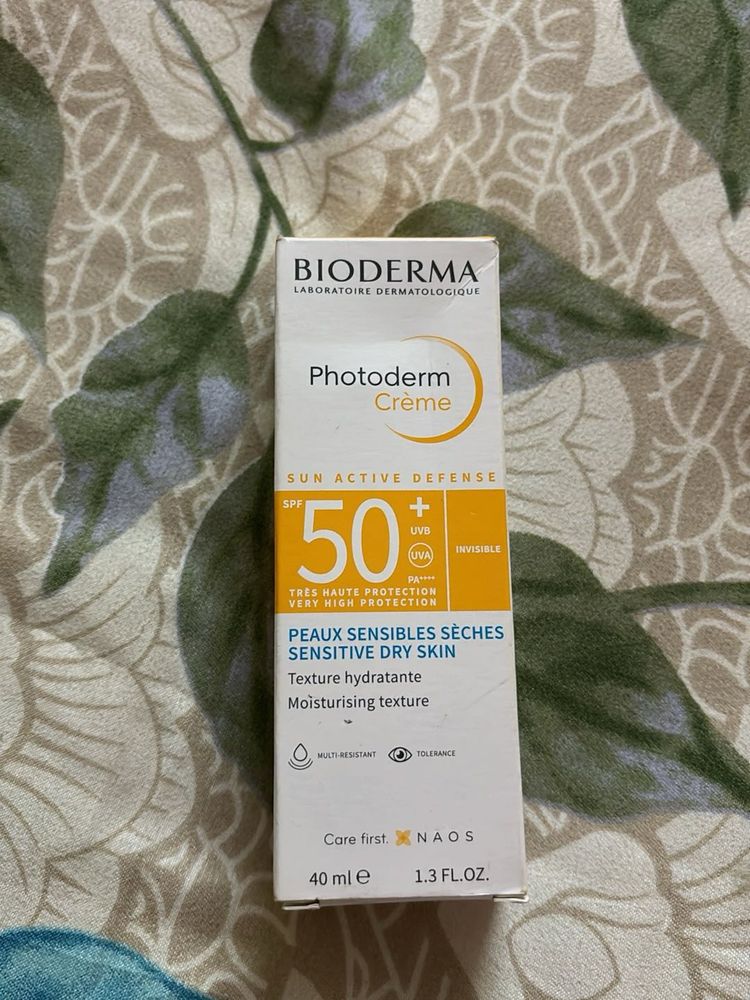 BIODERMA
LABORATOIRE DERMATOLOGIQUE
Photoderm
Crème
SUN ACTIVE DEFENSE
SPF 50+
UVB
UVA
PA++++
INVISIBLE
TRÈS HAUTE PROTECTION
VERY HIGH PROTECTION
PEAUX SENSIBLES SÈCHES
SENSITIVE DRY SKIN
Texture hydratante
Moisturising texture
MULTI-RESISTANT TOLERANCE
Care first. NAOS
40 ml ℮ 1.3 FL.OZ.